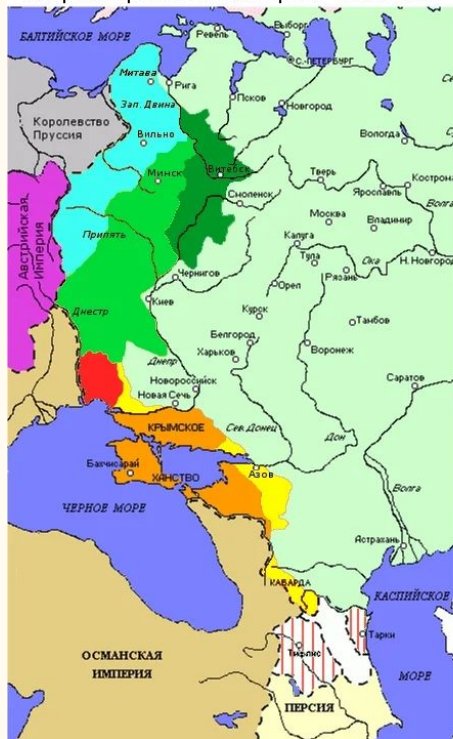 БАЛТИЙСКОЕ МОРЕ
Ревель
Выборг
С.-ПЕТЕРБУРГ
Митава
Рига
Зап. Двина
Псков
Новгород
Королевство
Пруссия
Вильно
Вологда
Минск
Витебск
Тверь
Кострома
Смоленск
Ярославль
Волга
Австрийская
Империя
Москва
Владимир
Припять
Калуга
Ока
Тула
Н. Новгород
Чернигов
Рязань
Орел
Днестр
Киев
Курск
Тамбов
Белгород
Воронеж
Днепр
Харьков
Новороссийск
Саратов
Новая Сечь
КРЫМСКОЕ
Сев.Донец
Дон
Бахчисарай
ХАНСТВО
Азов
Волга
ЧЕРНОЕ МОРЕ
Астрахань
КАБАРДА
КАСПИЙСКОЕ
Тарки
ОСМАНСКАЯ
ИМПЕРИЯ
Тифлис
МОРЕ
ПЕРСИЯ